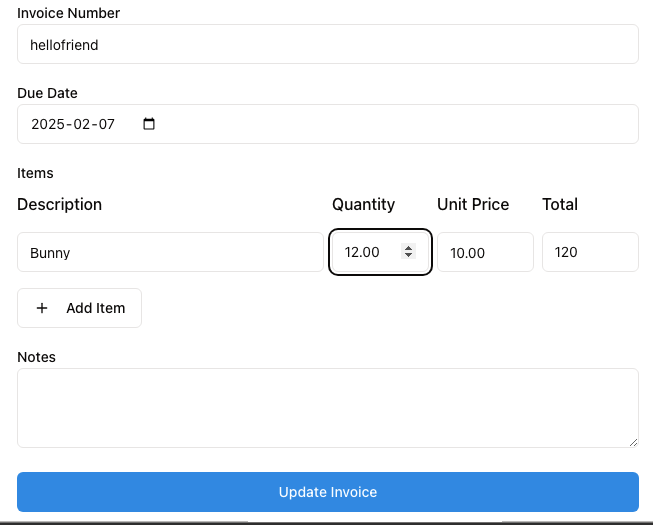 Invoice Number
hellofriend
Due Date
2025-02-07
Items
Description Quantity Unit Price Total
Bunny 12.00 10.00 120
+ Add Item
Notes
Update Invoice